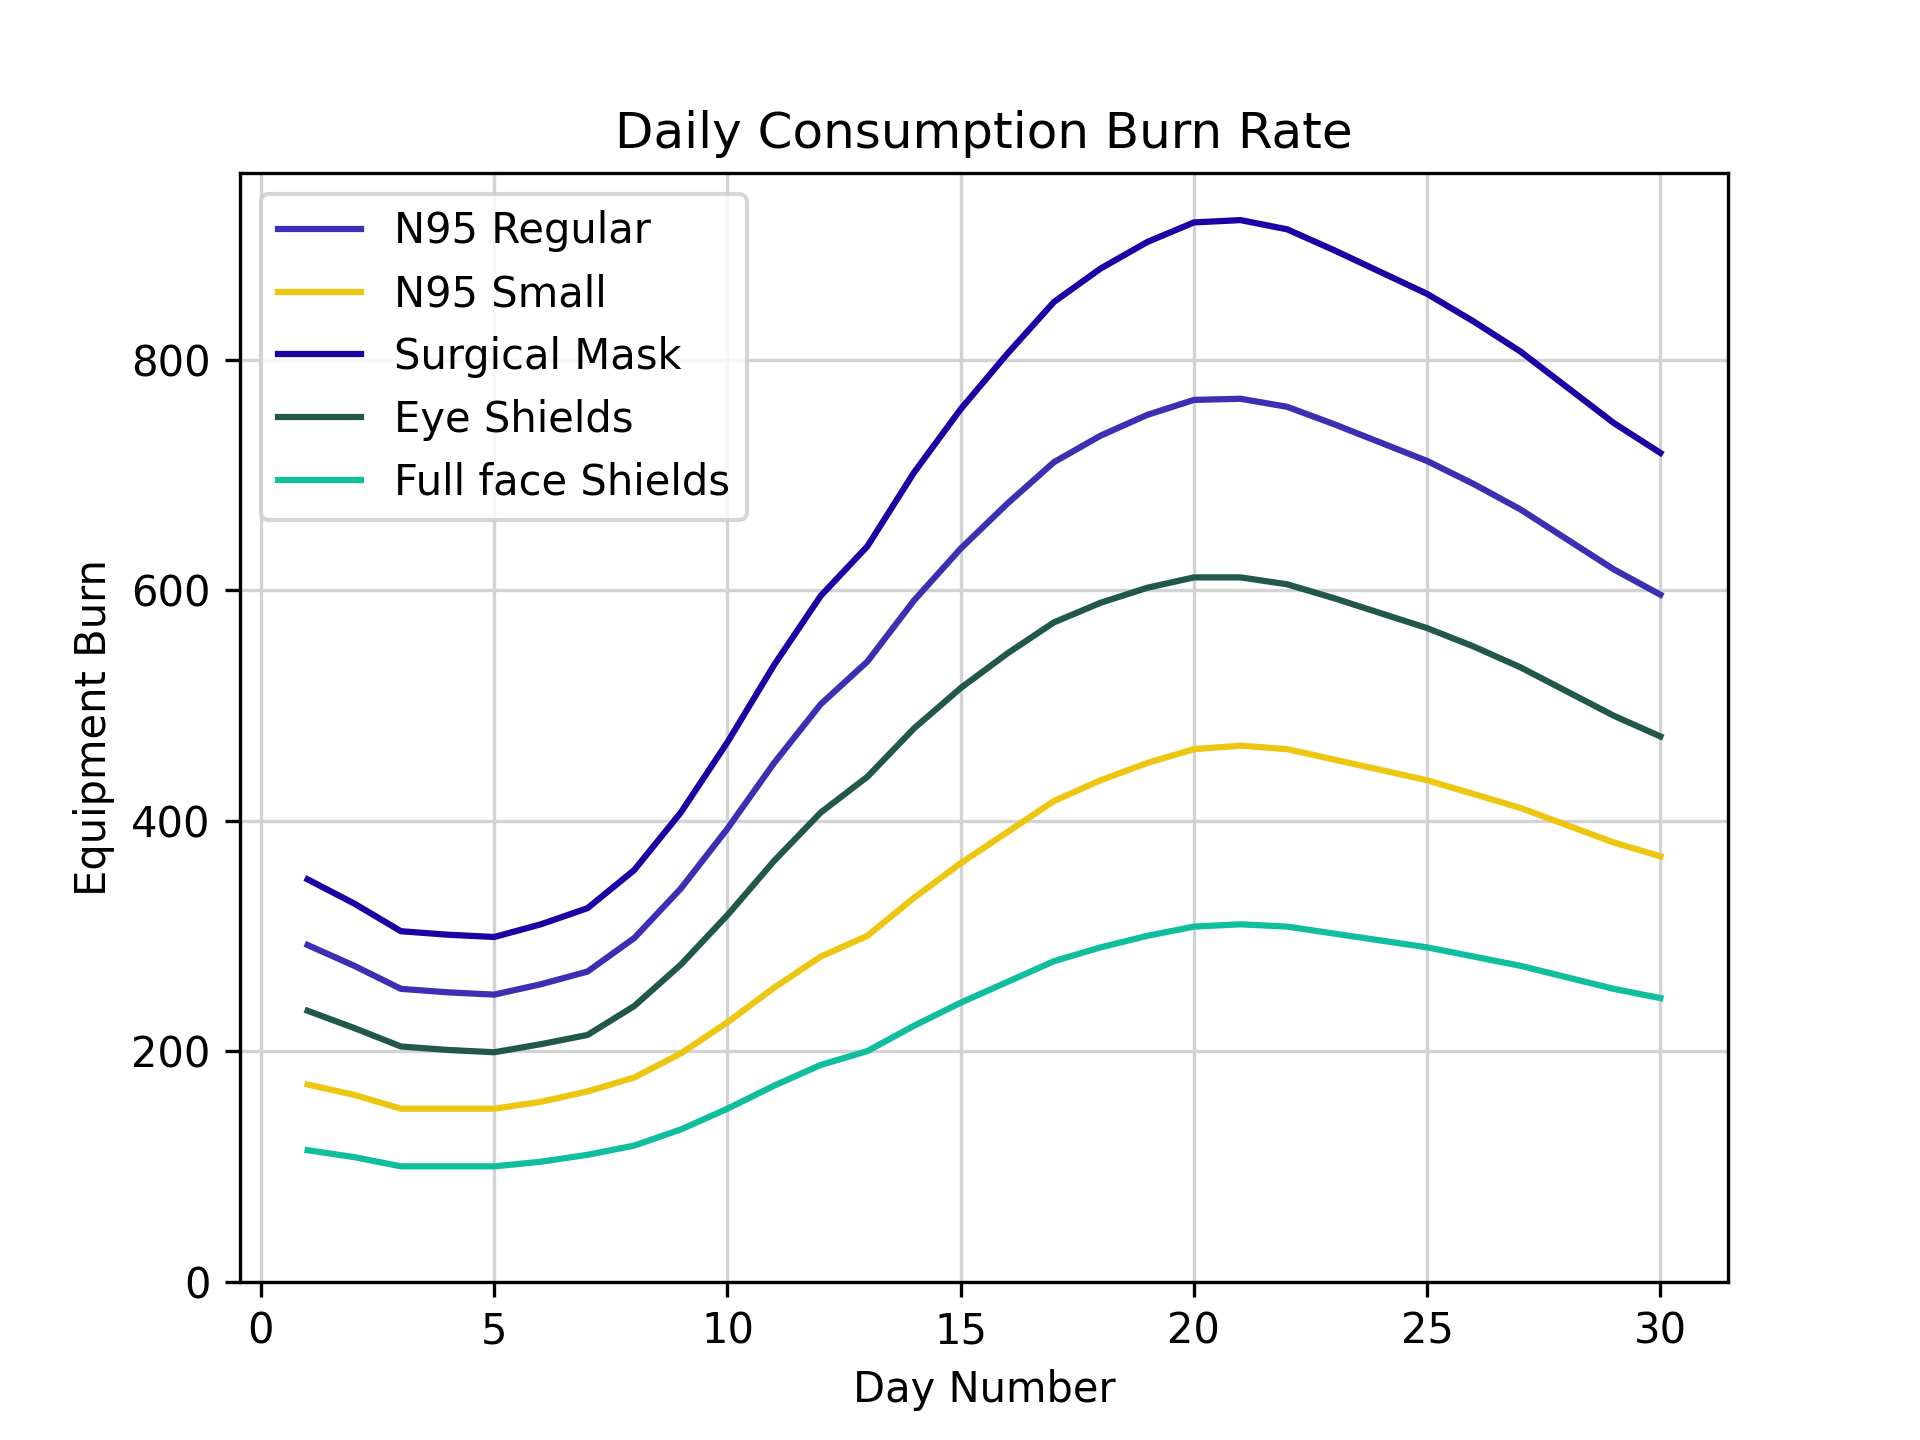 Daily Consumption Burn Rate
N95 Regular
N95 Small
Surgical Mask
Eye Shields
Full face Shields
800
600
400
200
0
Equipment Burn
0 5 10 15 20 25 30
Day Number